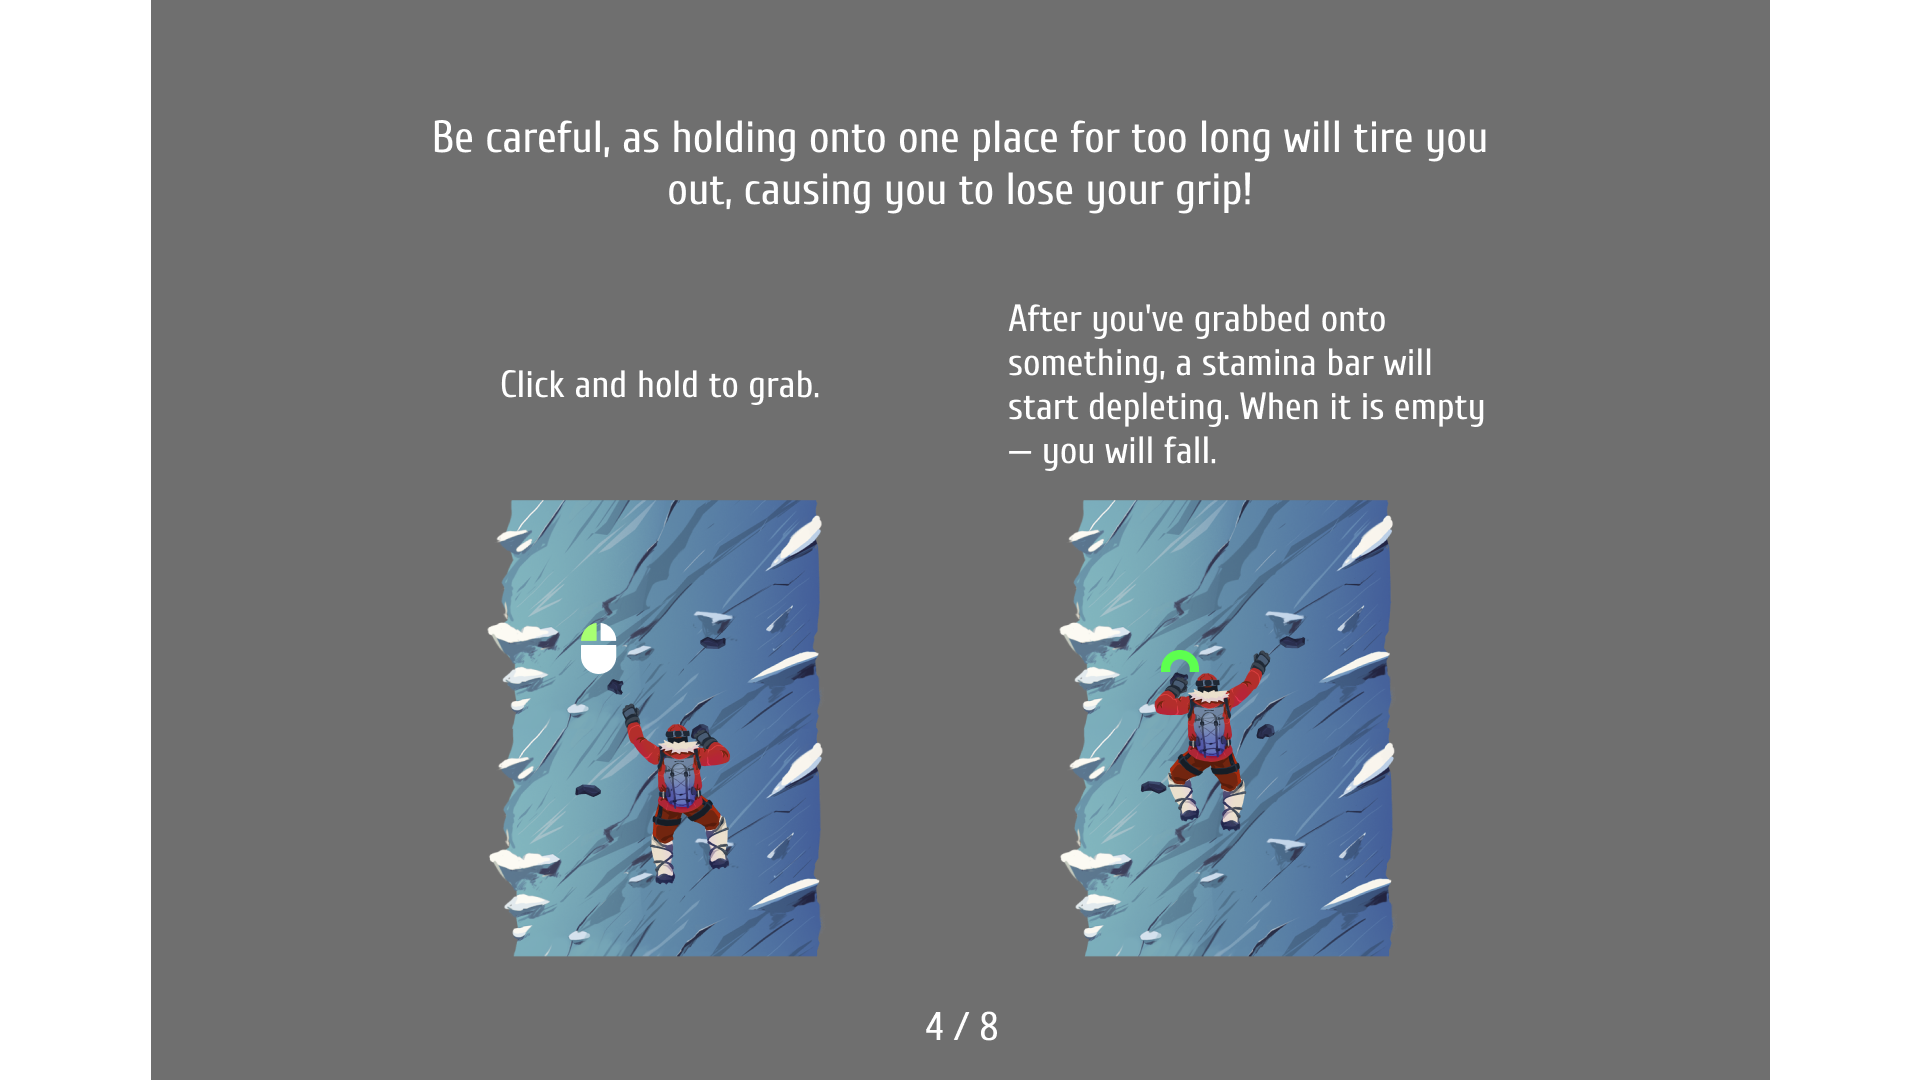 Be careful, as holding onto one place for too long will tire you
out, causing you to lose your grip!
Click and hold to grab.
After you've grabbed onto
something, a stamina bar will
start depleting. When it is empty
— you will fall.
4 / 8